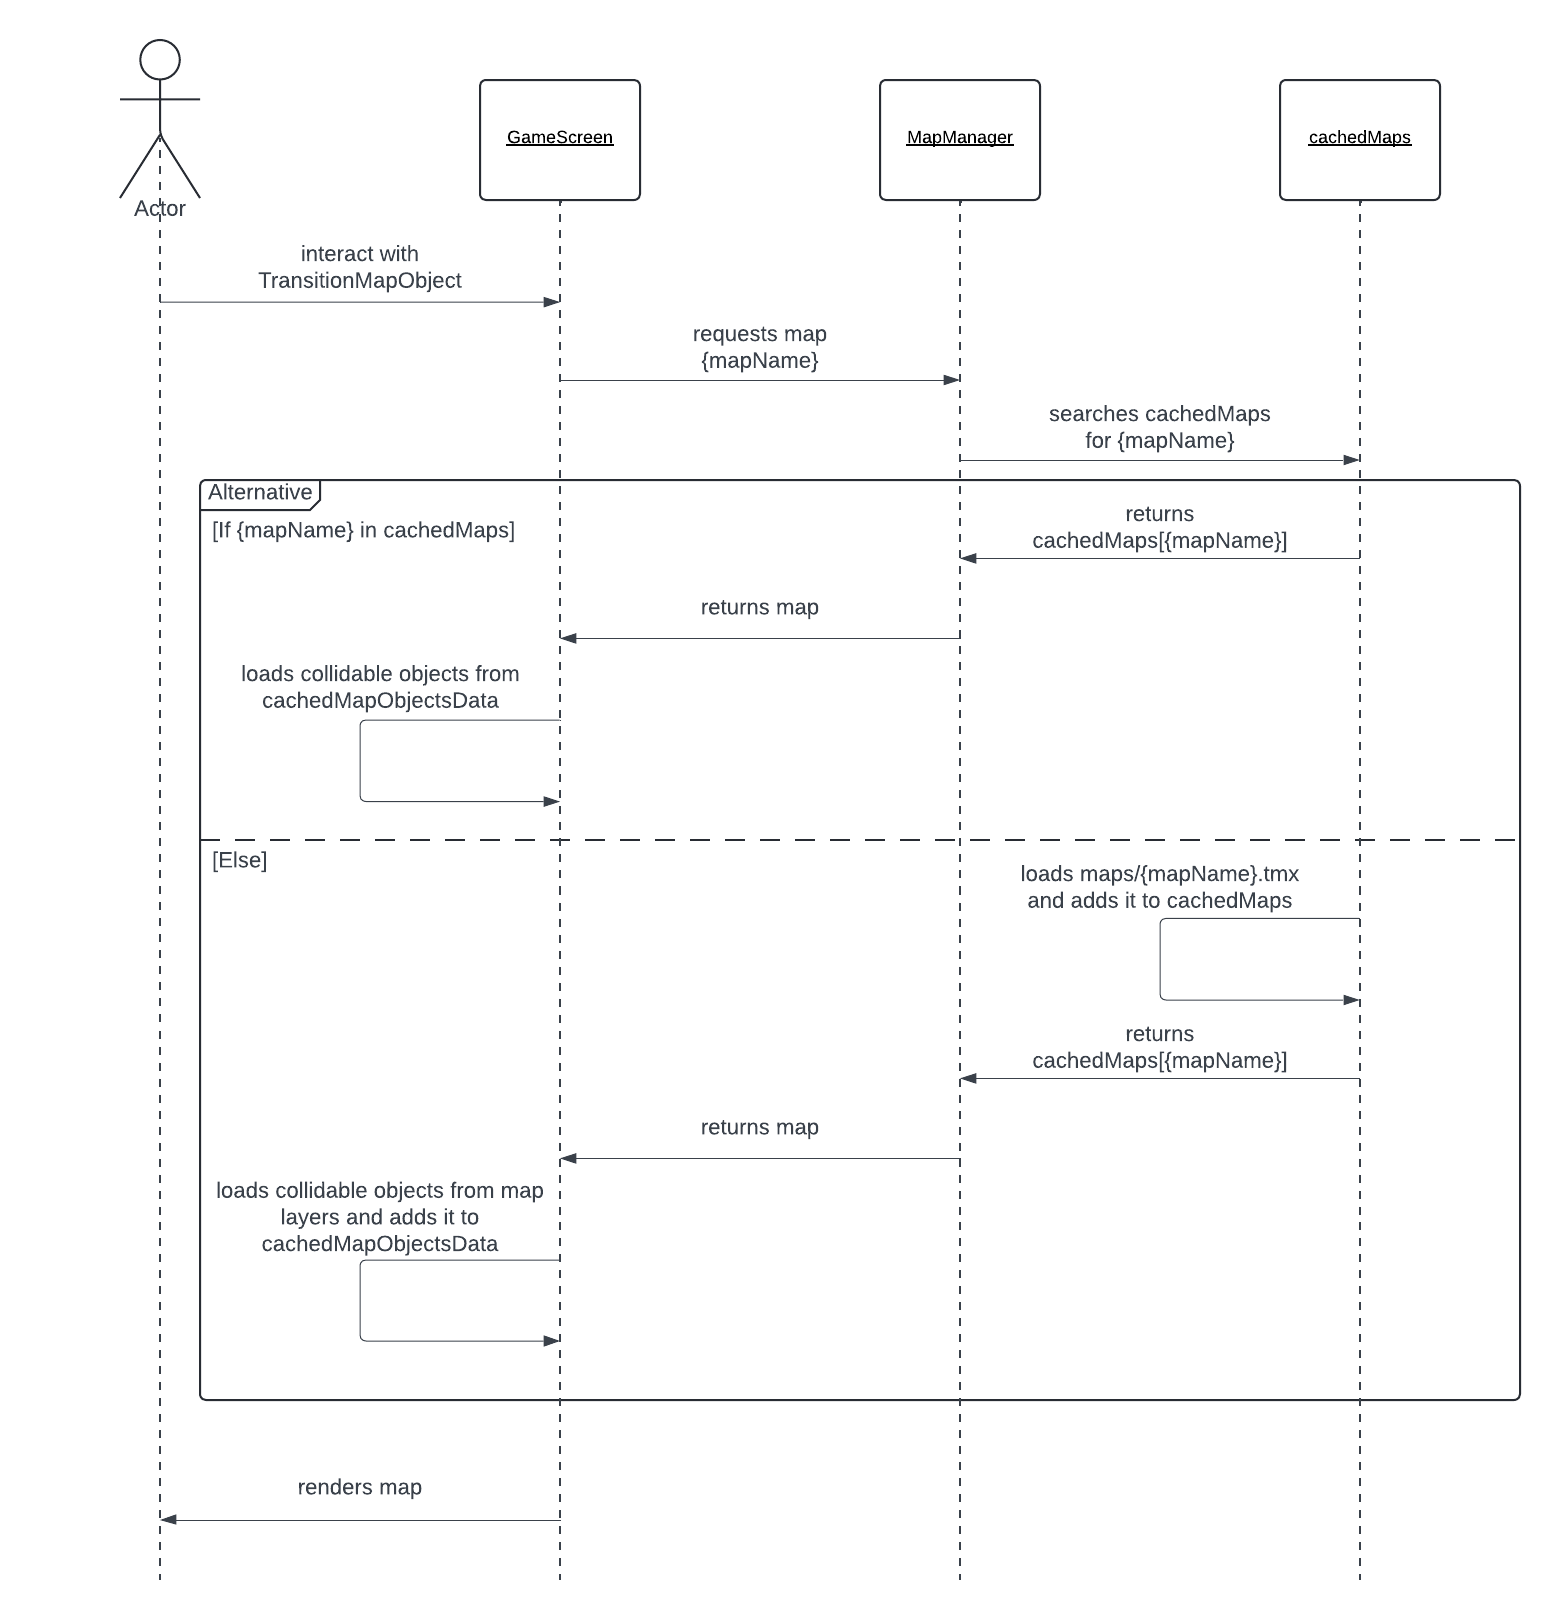 Actor
GameScreen
MapManager
cachedMaps
interact with
TransitionMapObject
requests map
{mapName}
searches cachedMaps
for {mapName}
Alternative
[If {mapName} in cachedMaps]
returns
cachedMaps[{mapName}]
returns map
loads collidable objects from
cachedMapObjectsData
[Else]
loads maps/{mapName}.tmx
and adds it to cachedMaps
returns
cachedMaps[{mapName}]
returns map
loads collidable objects from map
layers and adds it to
cachedMapObjectsData
renders map